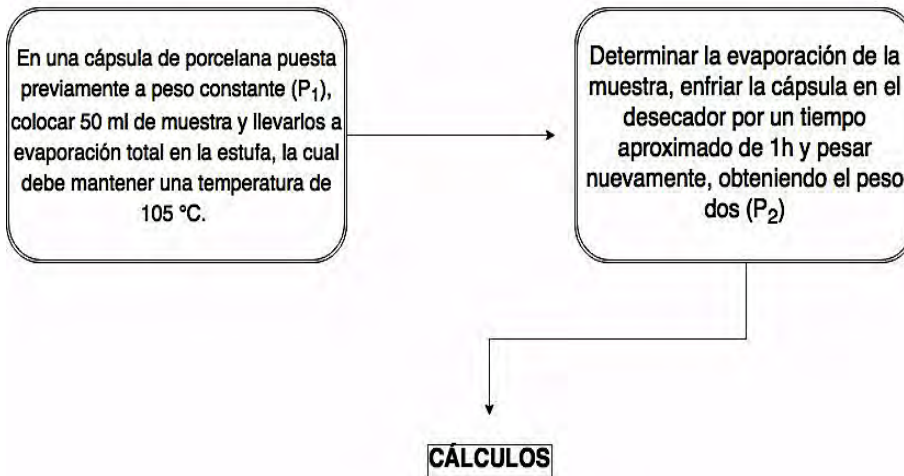 En una cápsula de porcelana puesta
previamente a peso constante (P₁),
colocar 50 ml de muestra y llevarlos a
evaporación total en la estufa, la cual
debe mantener una temperatura de
105 ºC.
Determinar la evaporación de la
muestra, enfriar la cápsula en el
desecador por un tiempo
aproximado de 1h y pesar
nuevamente, obteniendo el peso
dos (P₂)
CÁLCULOS